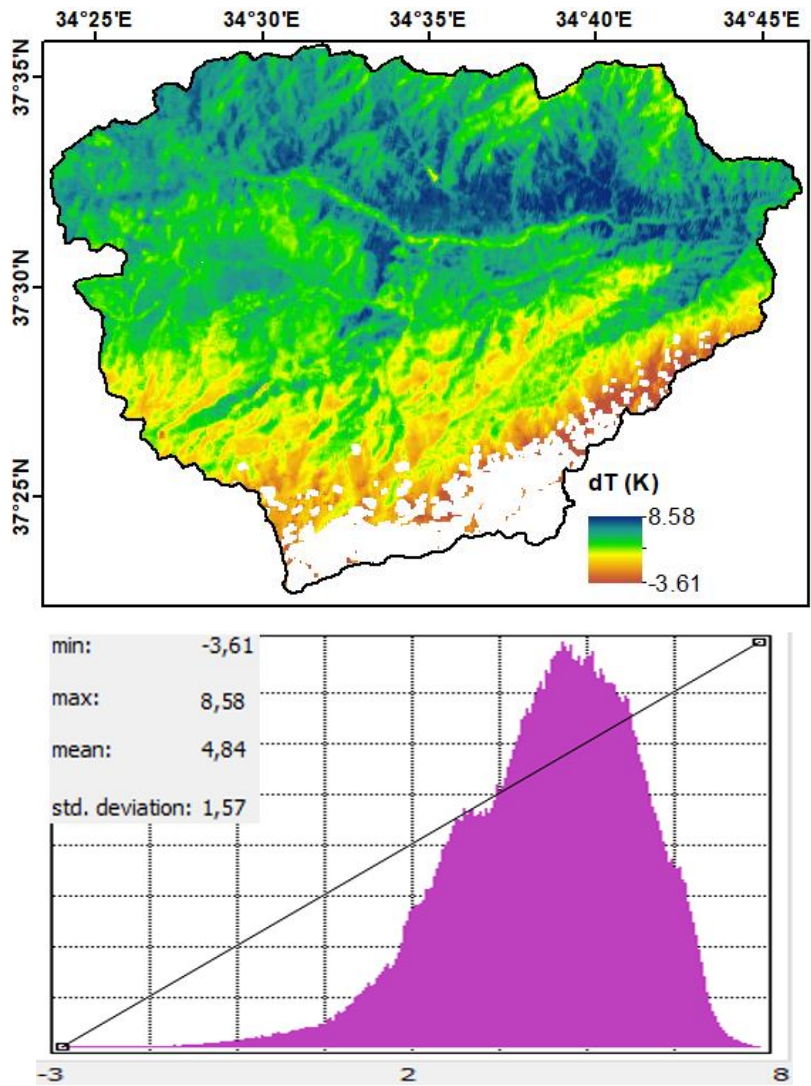 34°25'E 34°30'E 34°35'E 34°40'E 34°45'E
37°35'N
37°30'N
37°25'N
dT (K)
8.58
-3.61
min: -3,61
max: 8,58
mean: 4,84
std. deviation: 1,57
-3 2 8